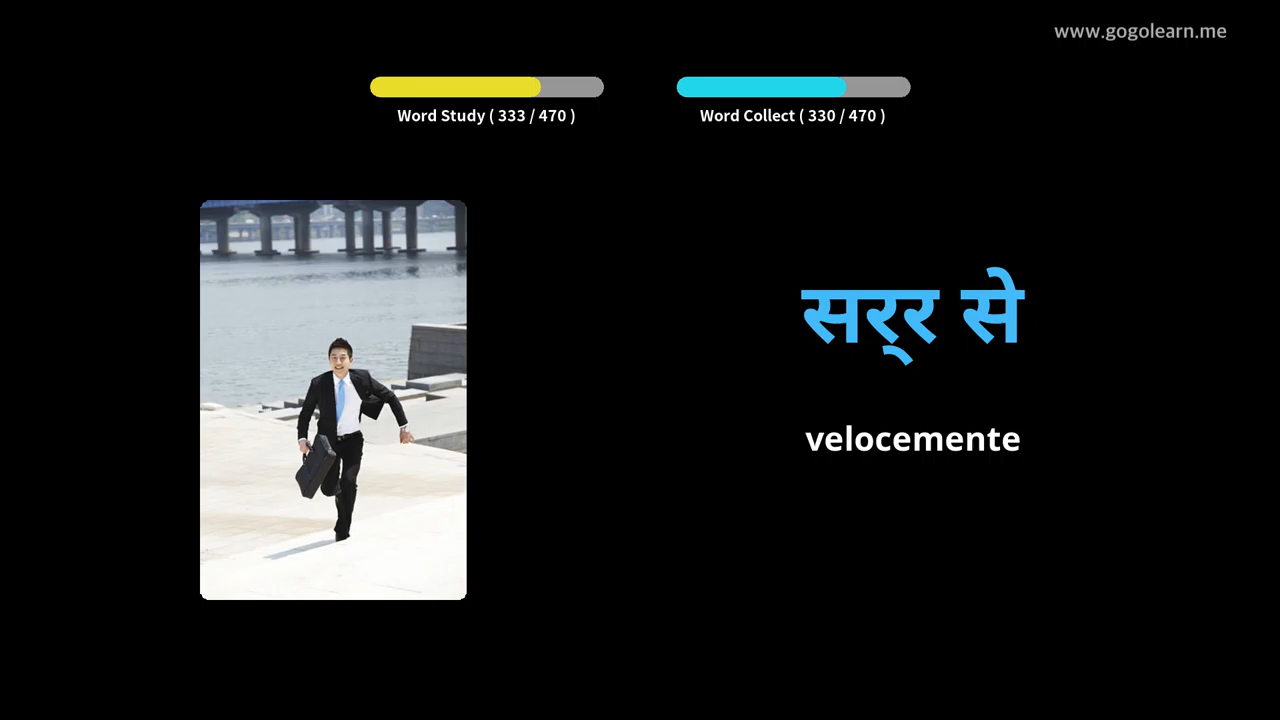 www.gogolearn.me
Word Study ( 333 / 470 )
Word Collect ( 330 / 470 )
सर्‍र से
velocemente